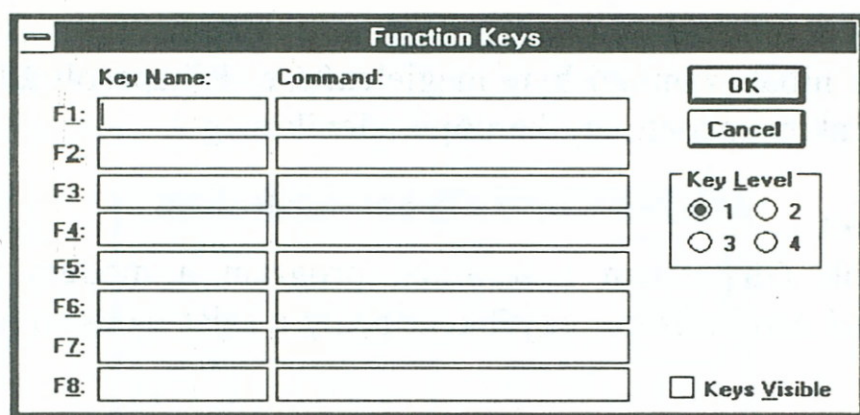 Function Keys
Key Name: Command:
F1:
F2:
F3:
F4:
F5:
F6:
F7:
F8:
OK
Cancel
Key Level
1 2
3 4
Keys Visible